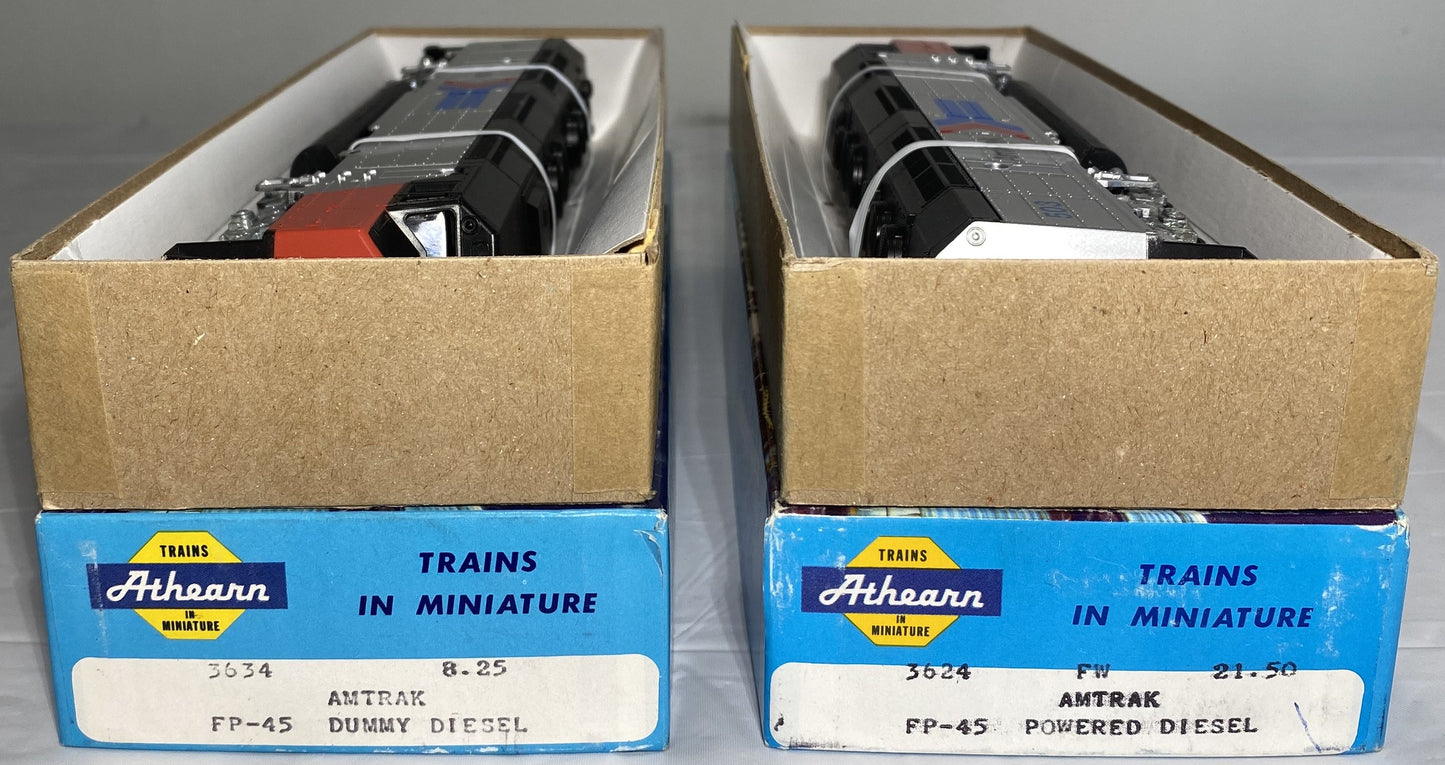 TRAINS
Athearn
IN
MINIATURE
TRAINS
IN MINIATURE
3634 8.25
AMTRAK
FP-45 DUMMY DIESEL
TRAINS
Athearn
IN
MINIATURE
TRAINS
IN MINIATURE
3624 FW 21.50
AMTRAK
FP-45 POWERED DIESEL